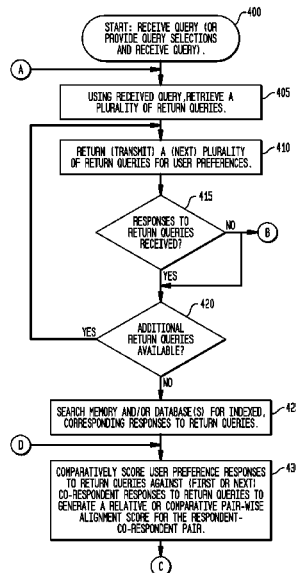 400
START: RECEIVE QUERY (OR
PROVIDE QUERY SELECTIONS
AND RECEIVE QUERY).
A
405
USING RECEIVED QUERY, RETRIEVE A
PLURALITY OF RETURN QUERIES.
410
RETURN (TRANSMIT) A (NEXT) PLURALITY
OF RETURN QUERIES FOR USER PREFERENCES.
415
RESPONSES TO
RETURN QUERIES
RECEIVED?
NO
B
YES
420
ADDITIONAL
RETURN QUERIES
AVAILABLE?
YES
NO
SEARCH MEMORY AND/OR DATABASE(S) FOR INDEXED,
CORRESPONDING RESPONSES TO RETURN QUERIES.
D
COMPARATIVELY SCORE USER PREFERENCE RESPONSES
TO RETURN QUERIES AGAINST (FIRST OR NEXT)
CO-RESPONDENT RESPONSES TO RETURN QUERIES TO
GENERATE A RELATIVE OR COMPARATIVE PAIR-WISE
ALIGNMENT SCORE FOR THE RESPONDENT-
CO-RESPONDENT PAIR.
C